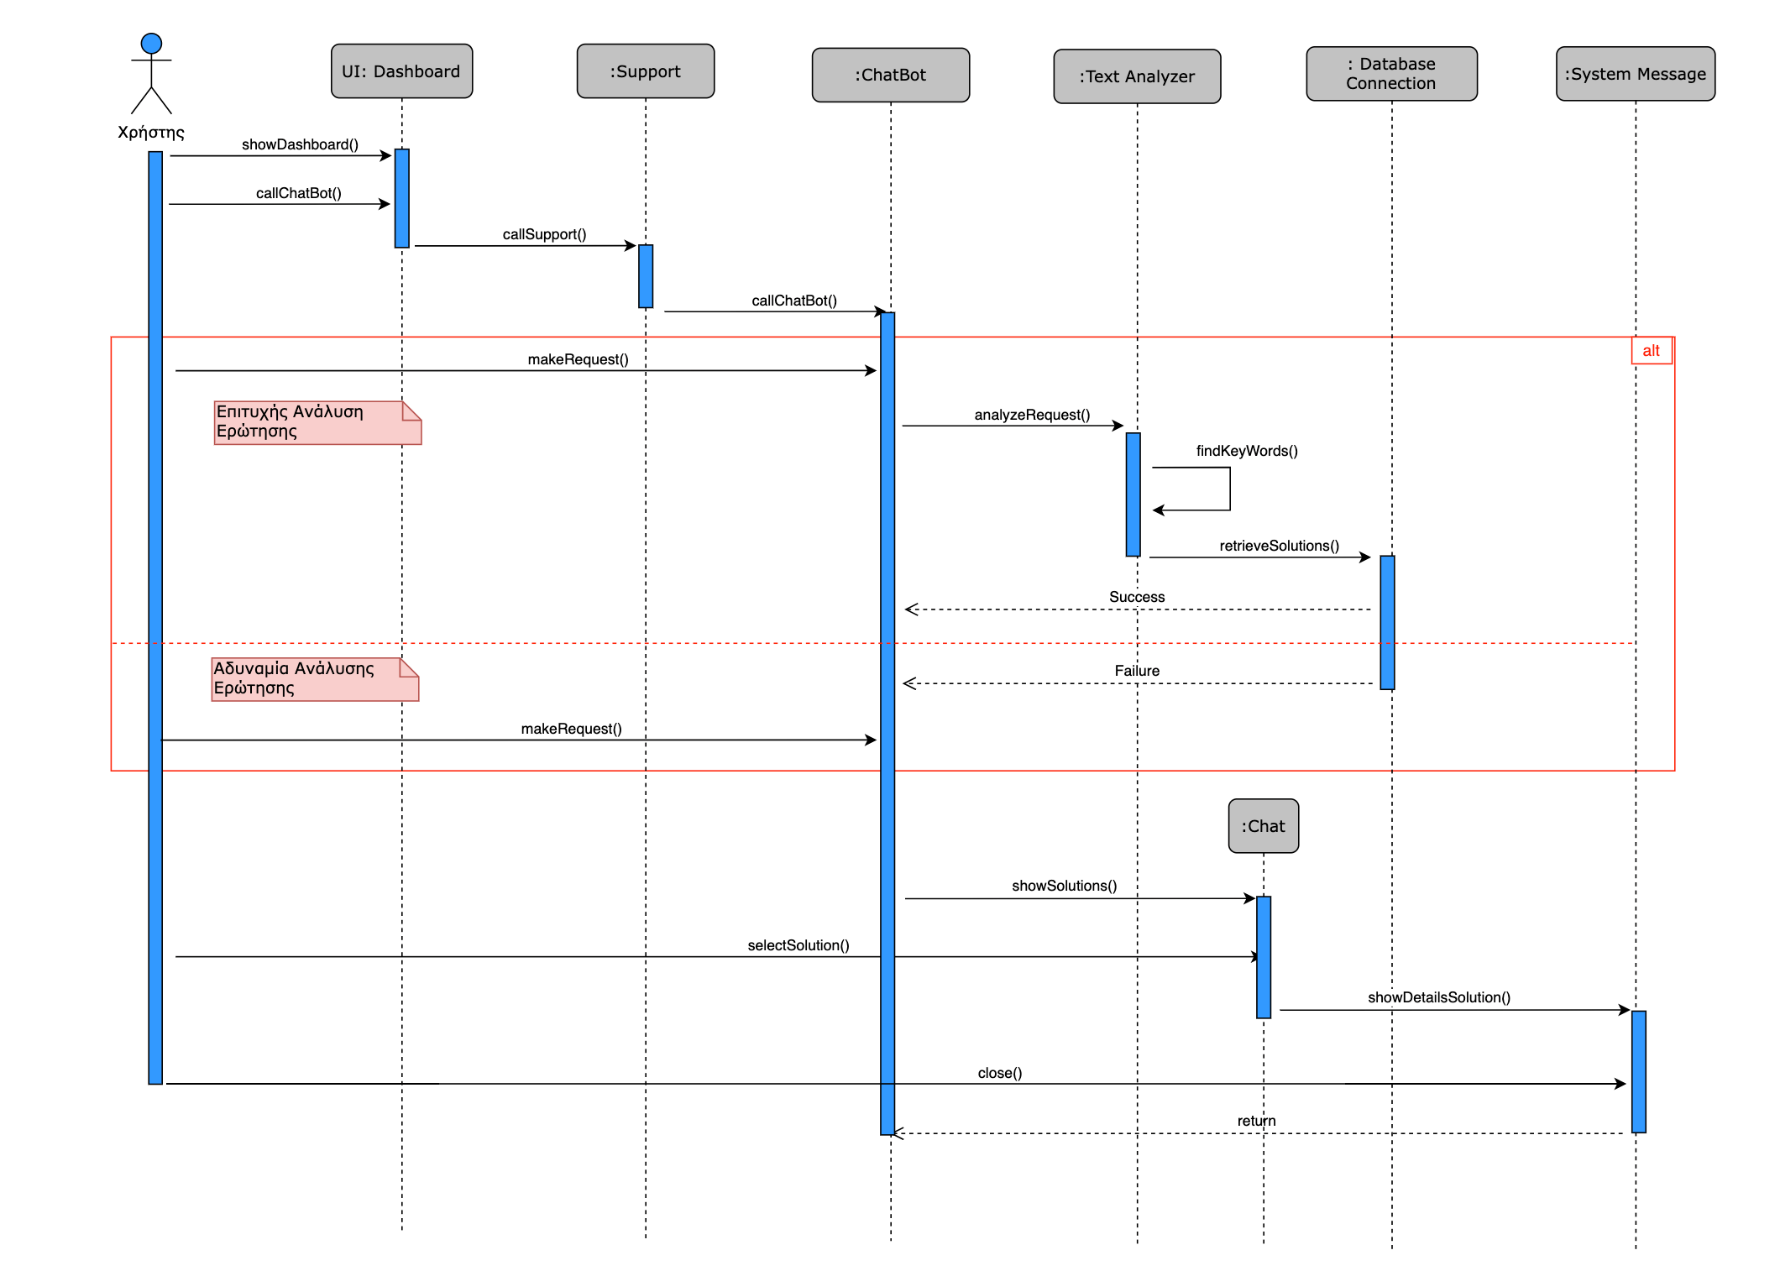 Χρήστης
UI: Dashboard
:Support
:ChatBot
:Text Analyzer
: Database
Connection
:System Message
showDashboard()
callChatBot()
callSupport()
callChatBot()
alt
makeRequest()
Επιτυχής Ανάλυση
Ερώτησης
analyzeRequest()
findKeyWords()
retrieveSolutions()
Success
Αδυναμία Ανάλυσης
Ερώτησης
Failure
makeRequest()
:Chat
showSolutions()
selectSolution()
showDetailsSolution()
close()
return